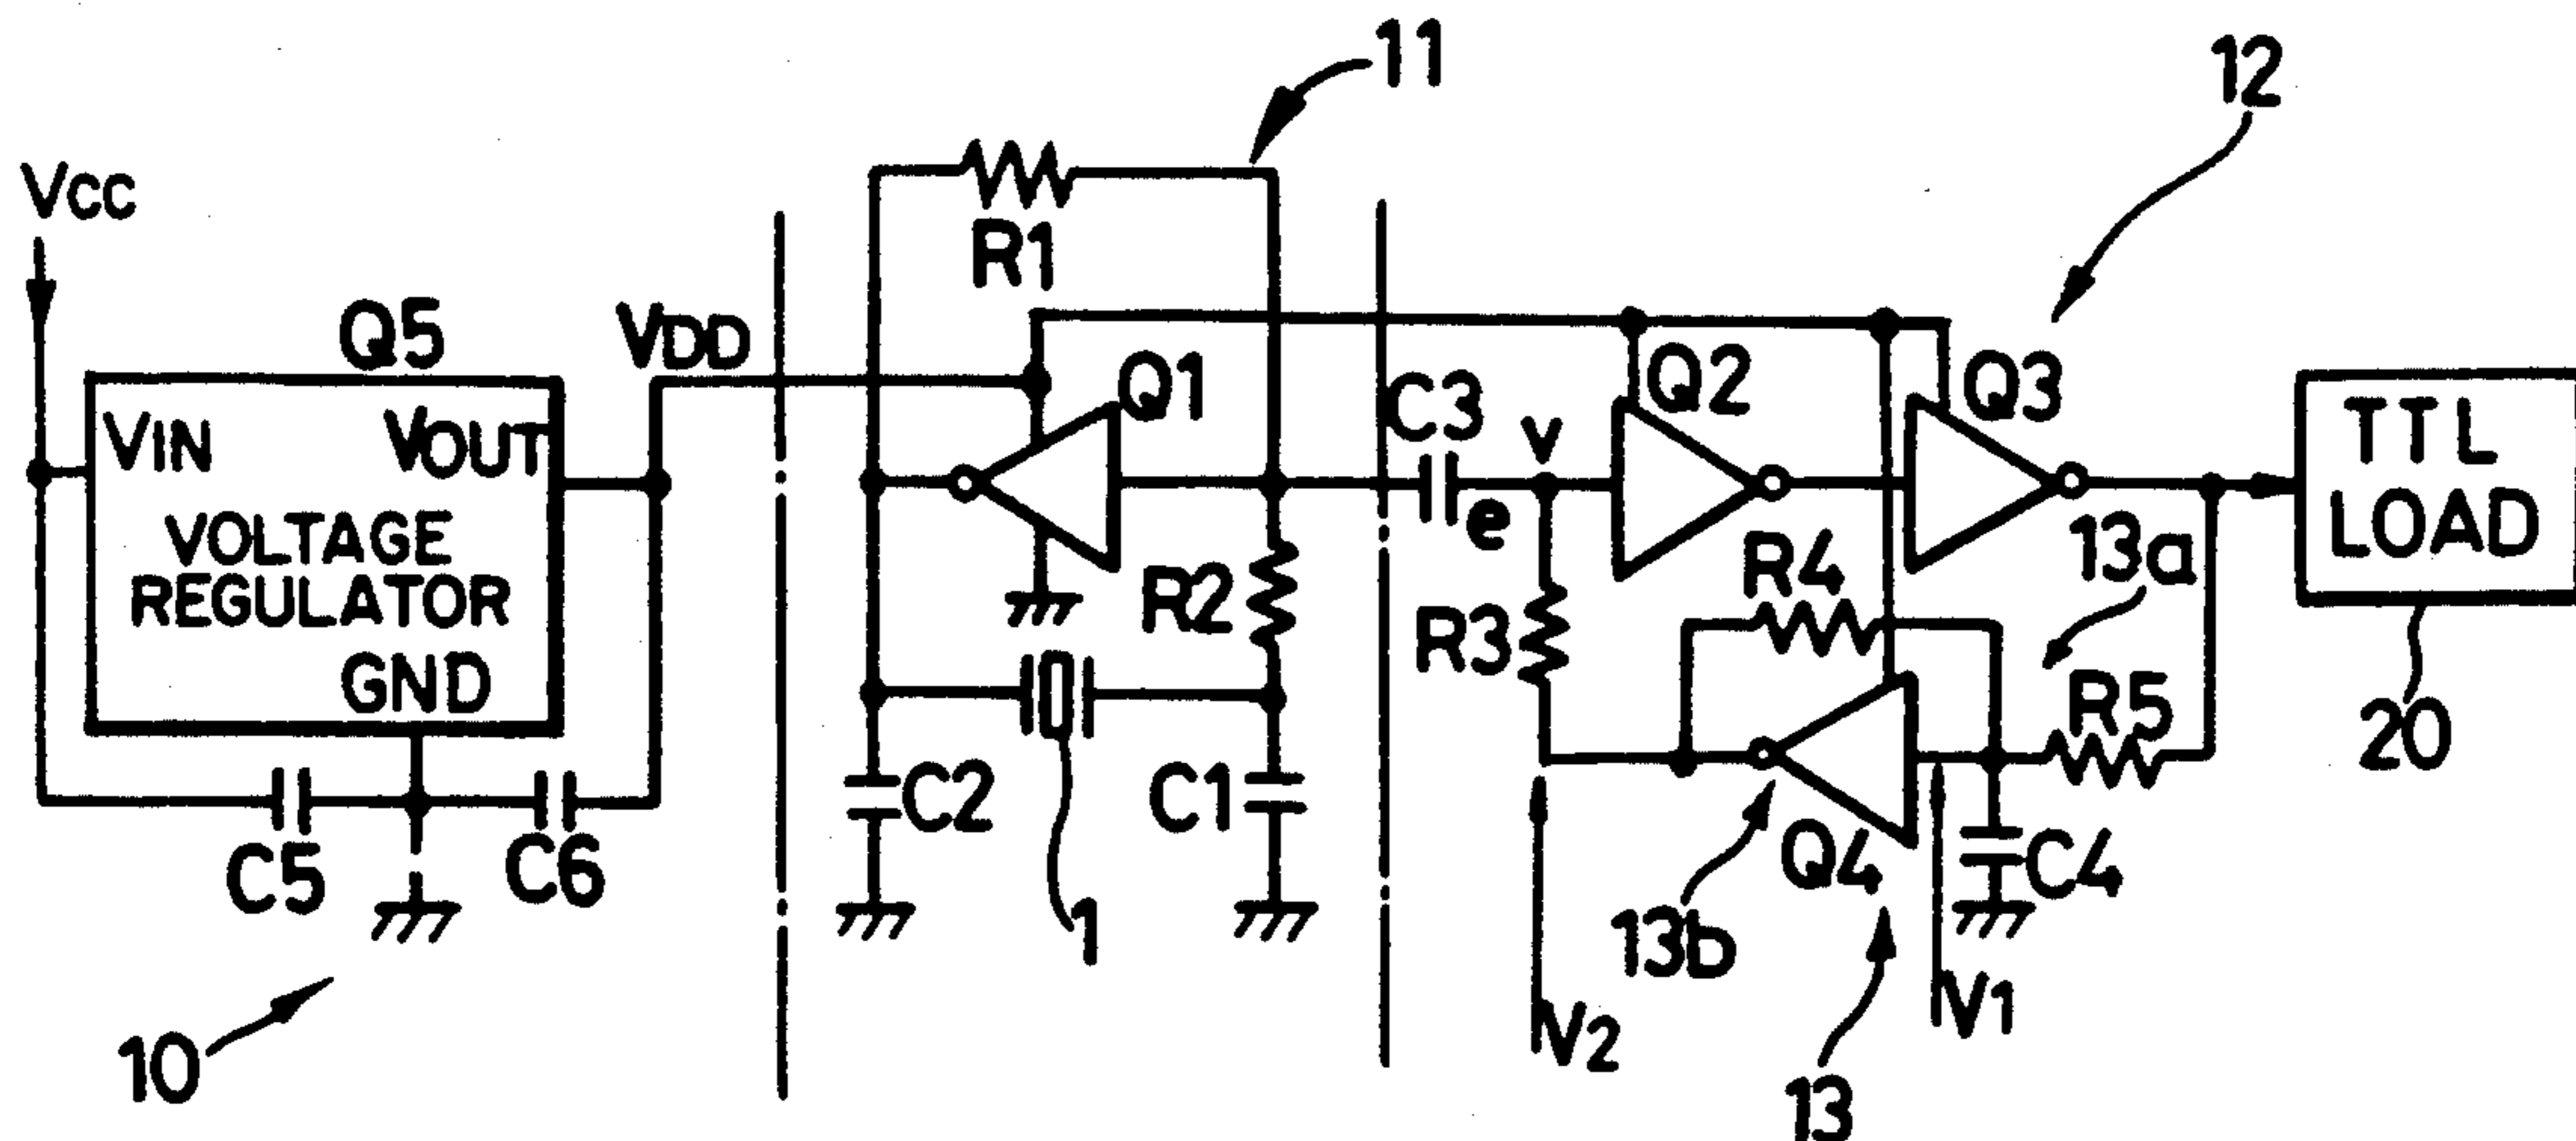 11
12
VCC
R1
Q5
VDD
Q1
C3
v
Q2
Q3
VIN
VOUT
TTL
LOAD
VOLTAGE
REGULATOR
e
13a
R4
R2
R3
GND
R5
20
C2
C1
Q4
C4
C5
C6
1
13b
V1
V2
10
13